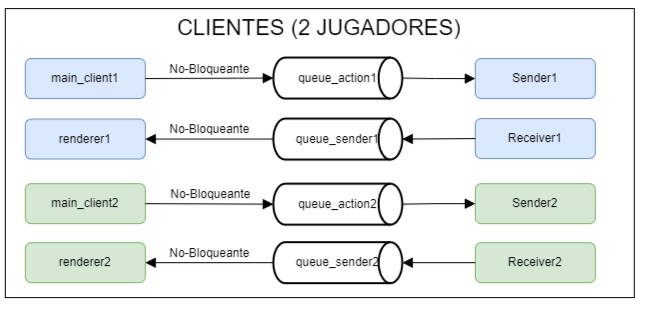 CLIENTES (2 JUGADORES)
main_client1 No-Bloqueante queue_action1 Sender1
renderer1 No-Bloqueante queue_sender1 Receiver1
main_client2 No-Bloqueante queue_action2 Sender2
renderer2 No-Bloqueante queue_sender2 Receiver2